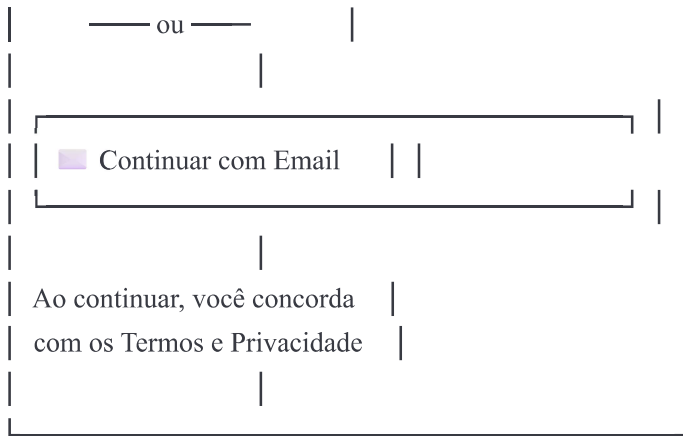 ou
Continuar com Email
Ao continuar, você concorda
com os Termos e Privacidade